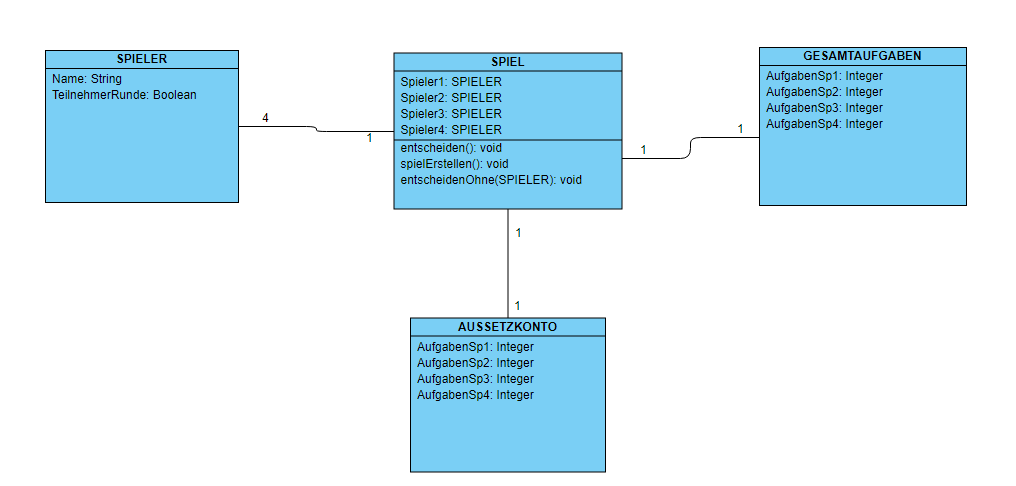 SPIELER
Name: String
TeilnehmerRunde: Boolean
4
1
SPIEL
Spieler1: SPIELER
Spieler2: SPIELER
Spieler3: SPIELER
Spieler4: SPIELER
entscheiden(): void
spielErstellen(): void
entscheidenOhne(SPIELER): void
1
1
GESAMTAUFGABEN
AufgabenSp1: Integer
AufgabenSp2: Integer
AufgabenSp3: Integer
AufgabenSp4: Integer
1
1
AUSSETZKONTO
AufgabenSp1: Integer
AufgabenSp2: Integer
AufgabenSp3: Integer
AufgabenSp4: Integer